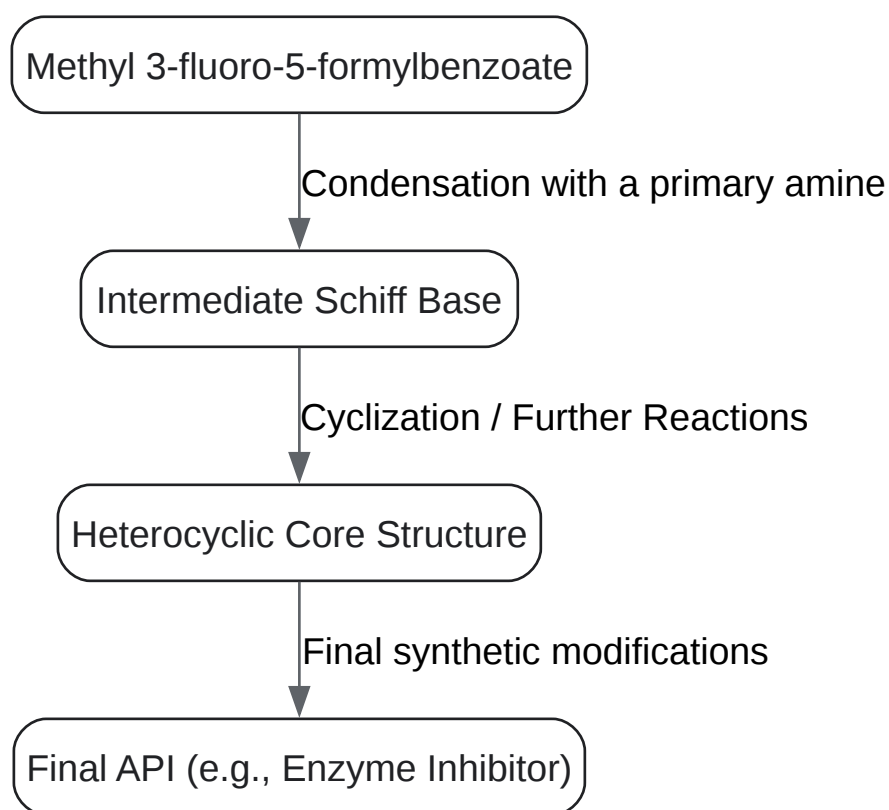 Methyl 3-fluoro-5-formylbenzoate
Condensation with a primary amine
Intermediate Schiff Base
Cyclization / Further Reactions
Heterocyclic Core Structure
Final synthetic modifications
Final API (e.g., Enzyme Inhibitor)